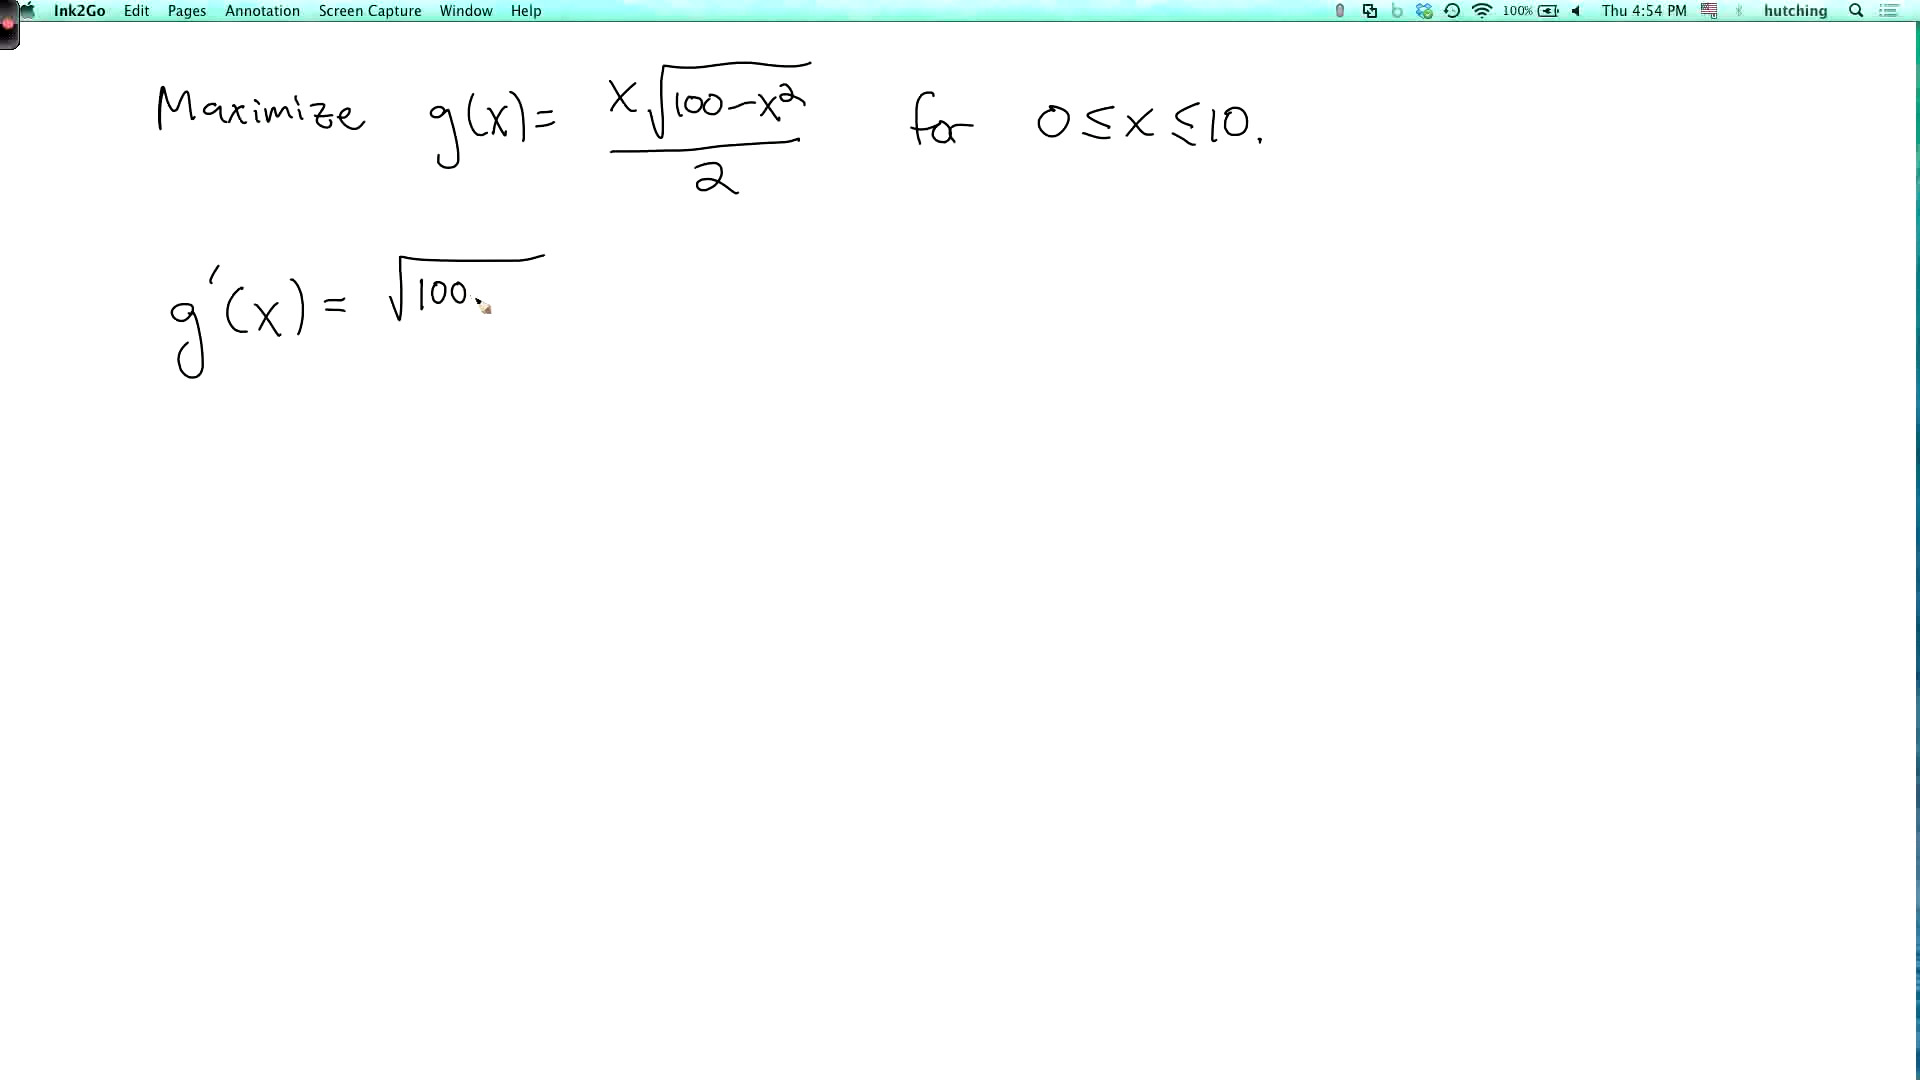 Ink2Go Edit Pages Annotation Screen Capture Window Help 100% Thu 4:54 PM hutching
Maximize g(x) = x√(100-x²)/2 for 0 ≤ x ≤ 10.
g'(x) = √100